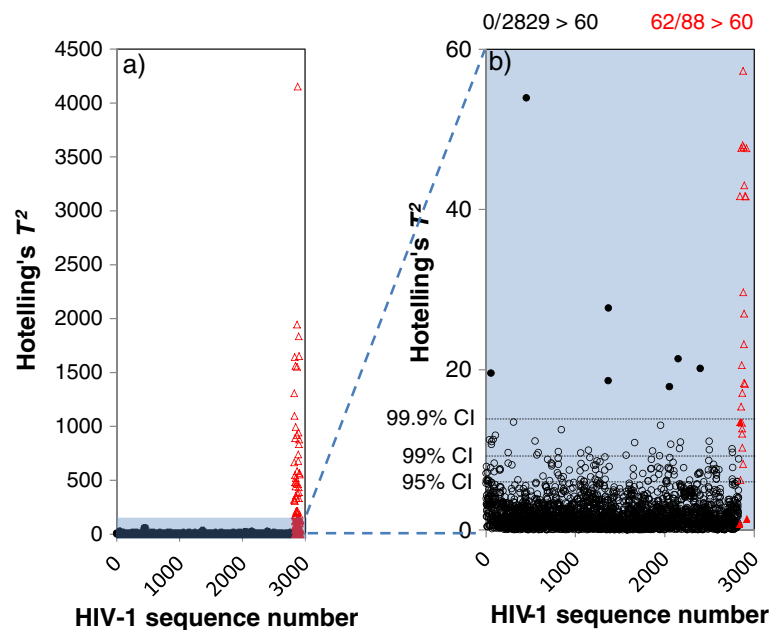 0/2829 > 60
62/88 > 60
a)
4500
4000
3500
3000
2500
2000
1500
1000
500
0
Hotelling's T²
0
1000
2000
3000
HIV-1 sequence number
b)
60
40
20
0
Hotelling's T²
99.9% CI
99% CI
95% CI
0
1000
2000
3000
HIV-1 sequence number